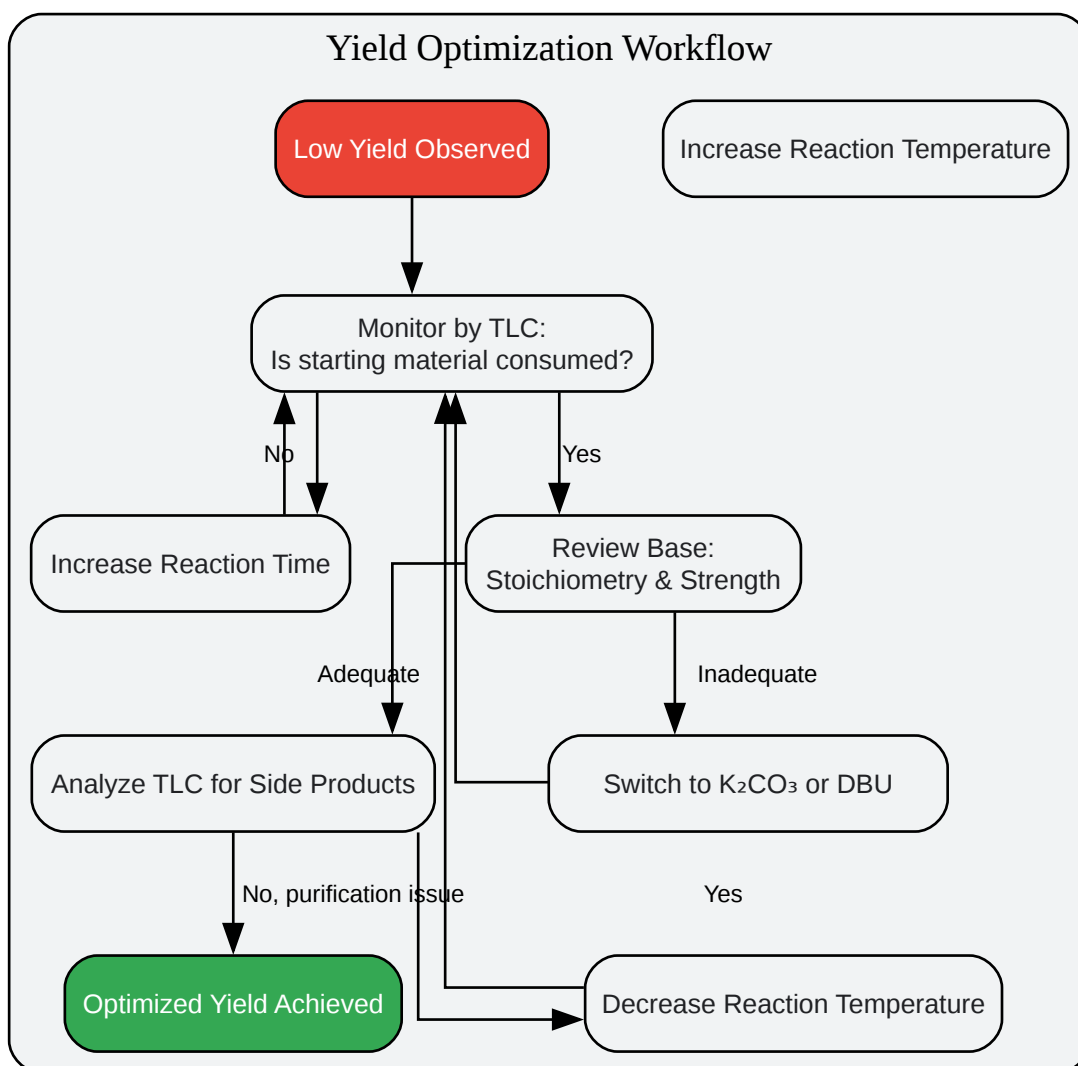 Yield Optimization Workflow
Low Yield Observed
Increase Reaction Temperature
Monitor by TLC:
Is starting material consumed?
No
Yes
Increase Reaction Time
Review Base:
Stoichiometry & Strength
Adequate
Inadequate
Analyze TLC for Side Products
Switch to K₂CO₃ or DBU
No, purification issue
Yes
Optimized Yield Achieved
Decrease Reaction Temperature